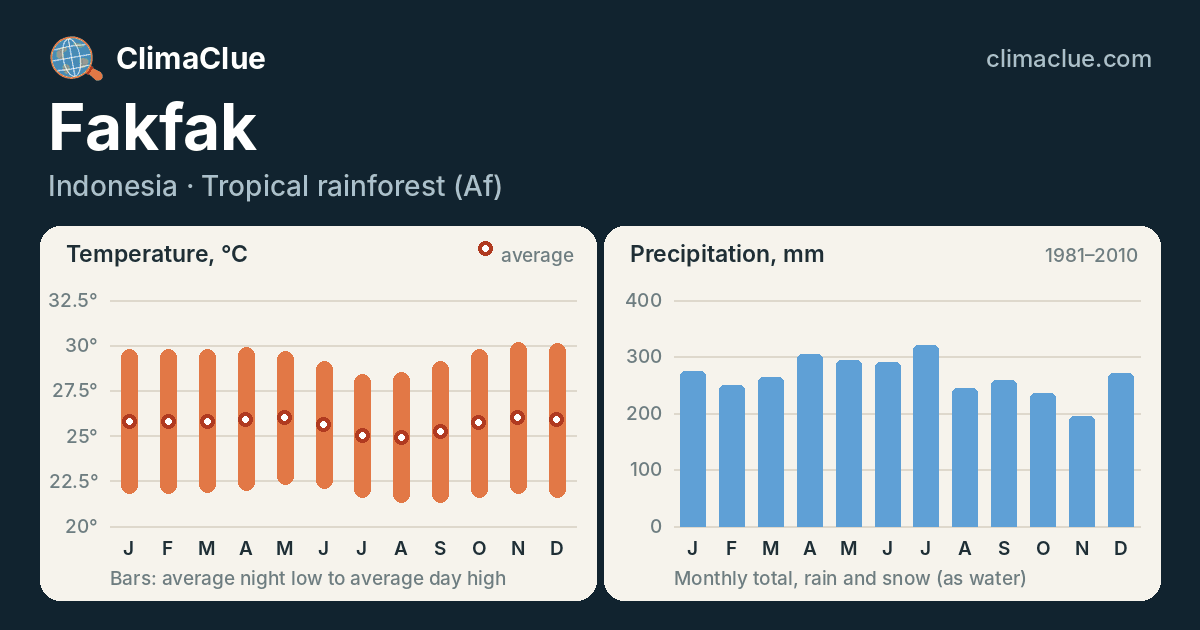 ClimaClue
climaclue.com
Fakfak
Indonesia · Tropical rainforest (Af)
Temperature, °C
average
32.5°
30°
27.5°
25°
22.5°
20°
J F M A M J J A S O N D
Bars: average night low to average day high
Precipitation, mm
1981–2010
400
300
200
100
0
J F M A M J J A S O N D
Monthly total, rain and snow (as water)